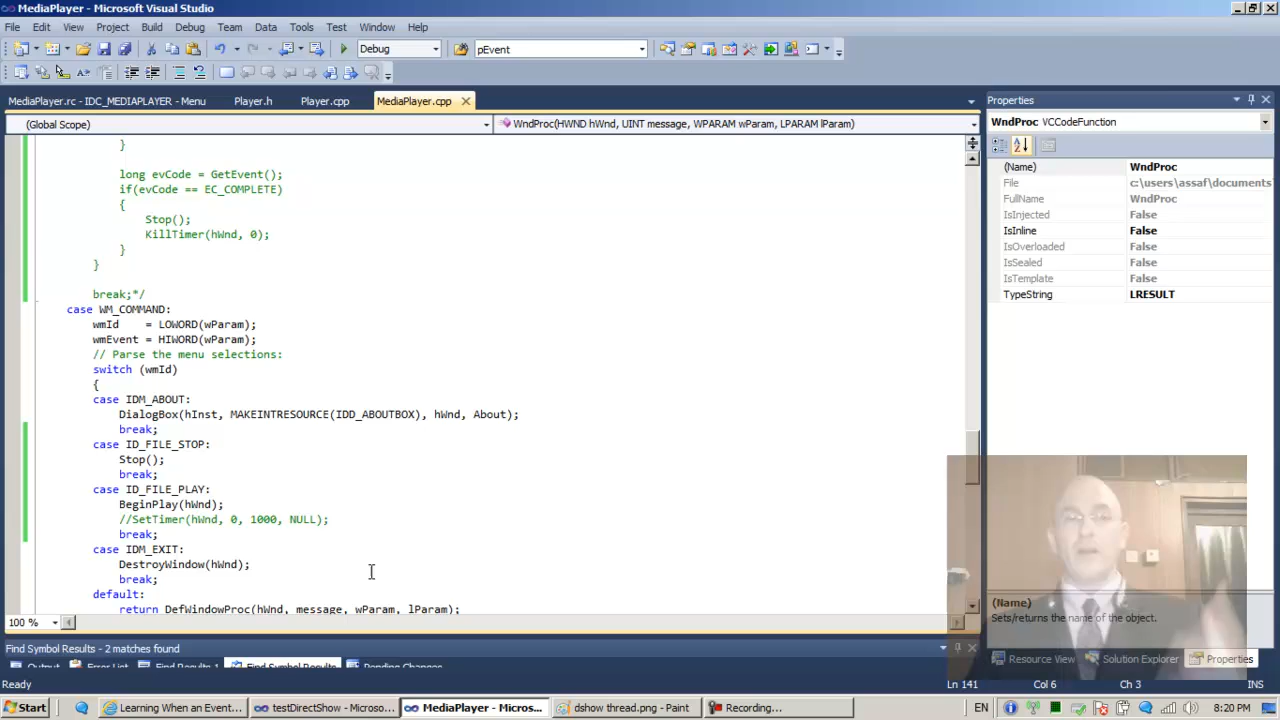 MediaPlayer - Microsoft Visual Studio
File Edit View Project Build Debug Team Data Tools Test Window Help
Debug pEvent
MediaPlayer.rc - IDC_MEDIAPLAYER - Menu Player.h Player.cpp MediaPlayer.cpp
Properties
(Global Scope) WndProc(HWND hWnd, UINT message, WPARAM wParam, LPARAM lParam)
WndProc VCCodeFunction
}
long evCode = GetEvent();
if(evCode == EC_COMPLETE)
{
Stop();
KillTimer(hWnd, 0);
}
}
break;*/
case WM_COMMAND:
wmId    = LOWORD(wParam);
wmEvent = HIWORD(wParam);
// Parse the menu selections:
switch (wmId)
{
case IDM_ABOUT:
DialogBox(hInst, MAKEINTRESOURCE(IDD_ABOUTBOX), hWnd, About);
break;
case ID_FILE_STOP:
Stop();
break;
case ID_FILE_PLAY:
BeginPlay(hWnd);
//SetTimer(hWnd, 0, 1000, NULL);
break;
case IDM_EXIT:
DestroyWindow(hWnd);
break;
default:
return DefWindowProc(hWnd, message, wParam, lParam);
(Name) WndProc
File c:\users\assaf\documents
FullName WndProc
IsInjected False
IsInline False
IsOverloaded False
IsSealed False
IsTemplate False
TypeString LRESULT
(Name)
Sets/returns the name of the object.
100 %
Find Symbol Results - 2 matches found
Output Error List Find Results 1 Find Symbol Results Pending Changes
Resource View Solution Explorer Properties
Ready Ln 141 Col 6 Ch 3 INS
Start Learning When an Event... testDirectShow - Microso... MediaPlayer - Micros... dshow thread.png - Paint Recording... EN 8:20 PM